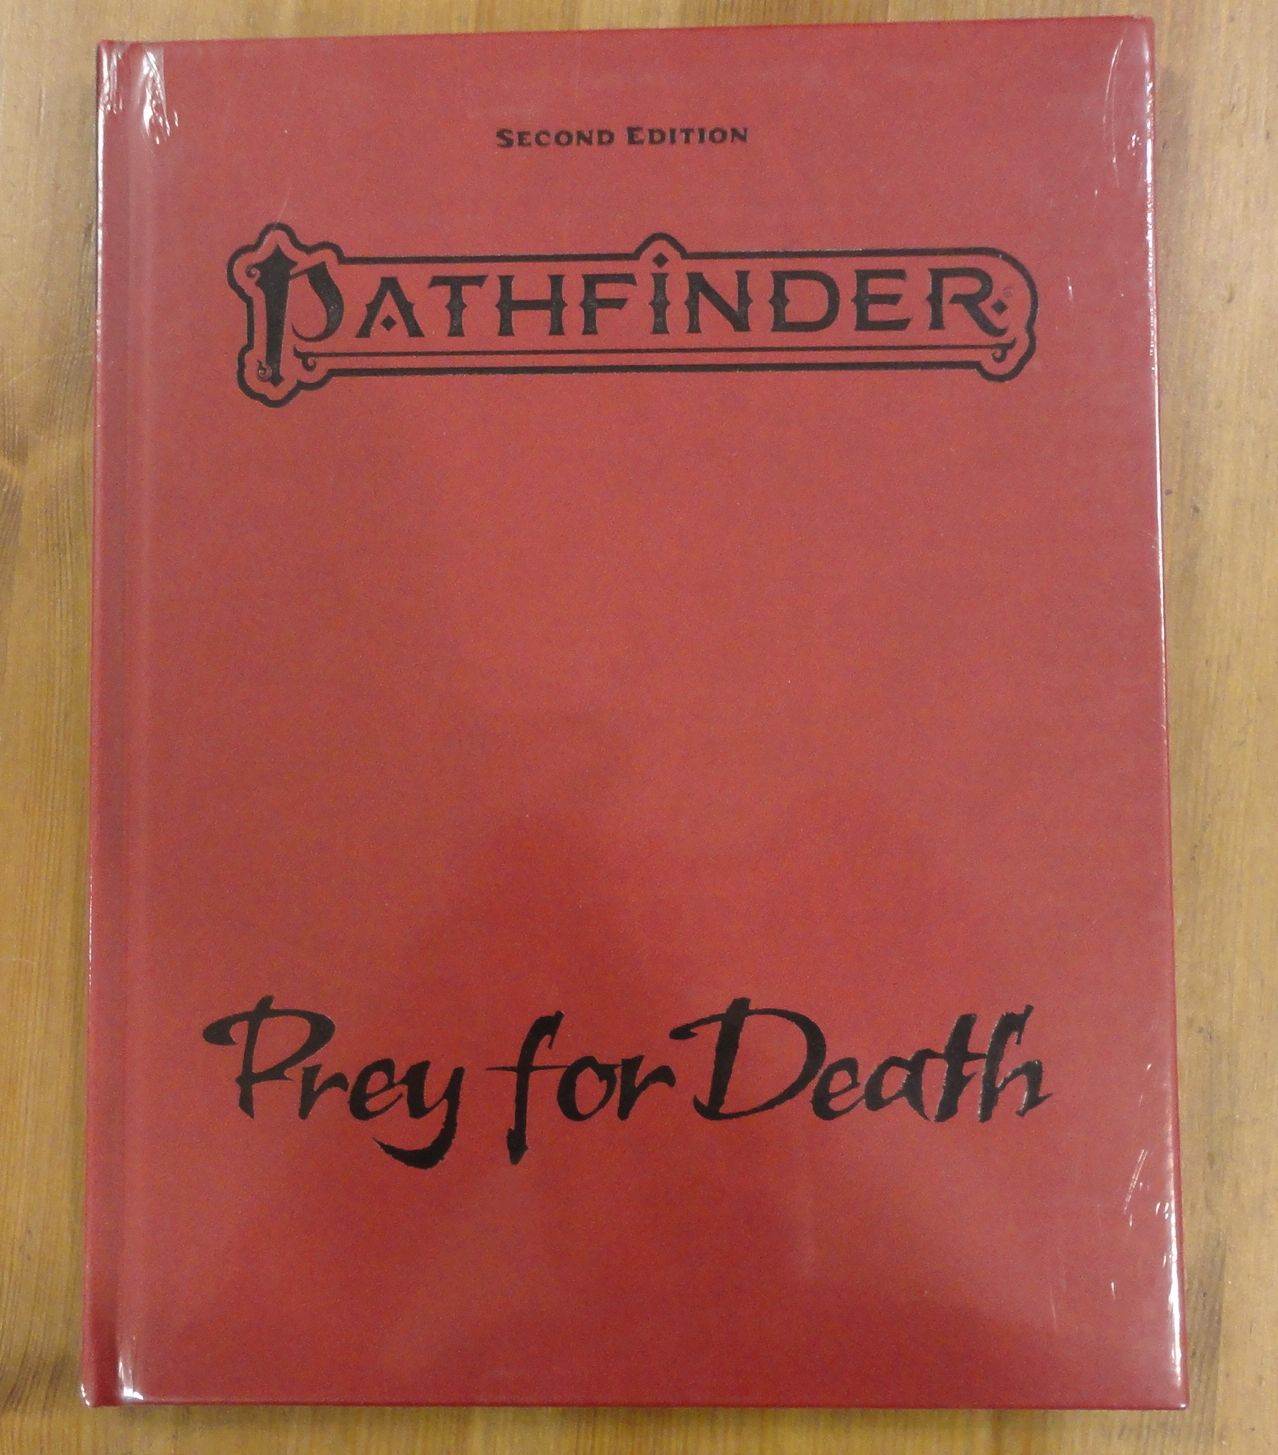 SECOND EDITION
PATHFINDER
Prey for Death